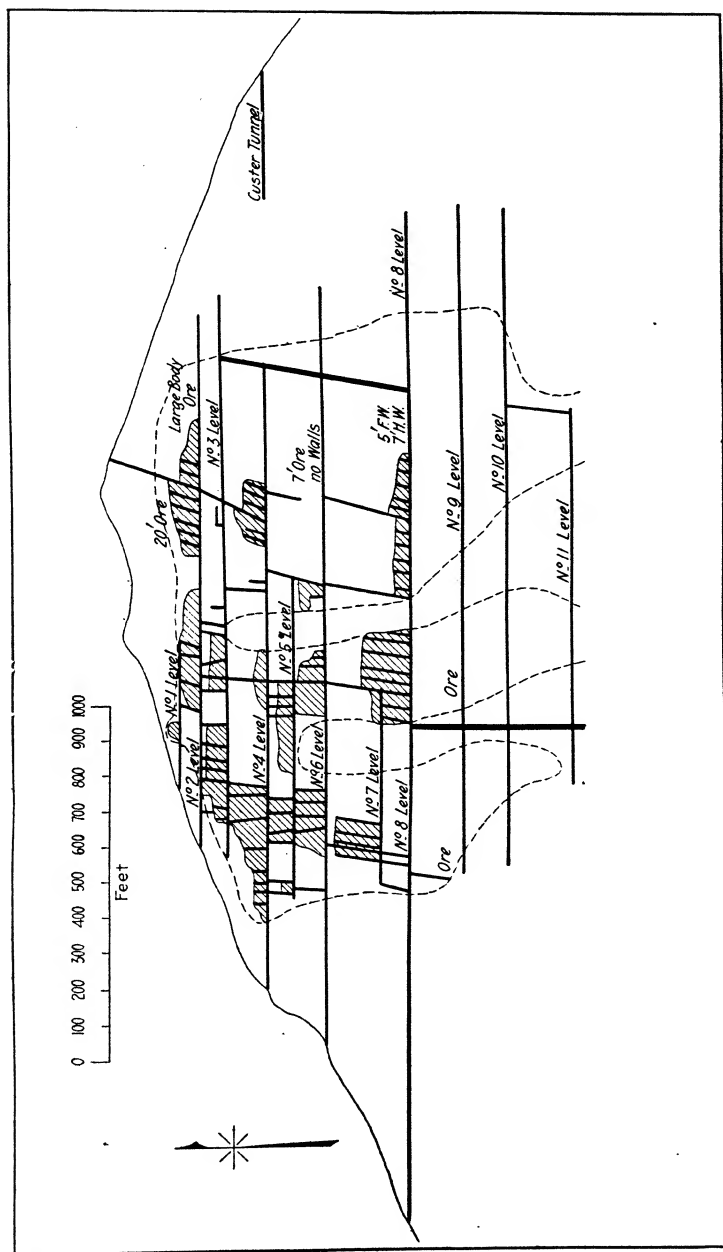 Custer Tunnel
Large Body
Ore
20' Ore
Nº 1 Level
Nº 2 Level
Nº 3 Level
Nº 4 Level
Nº 5 Level
7' Ore
no Walls
Nº 6 Level
5' F.W.
7' H.W.
Nº 7 Level
Nº 8 Level
Nº 8 Level
Ore
Ore
Nº 9 Level
Nº 10 Level
Nº 11 Level
0 100 200 300 400 500 600 700 800 900 1000
Feet